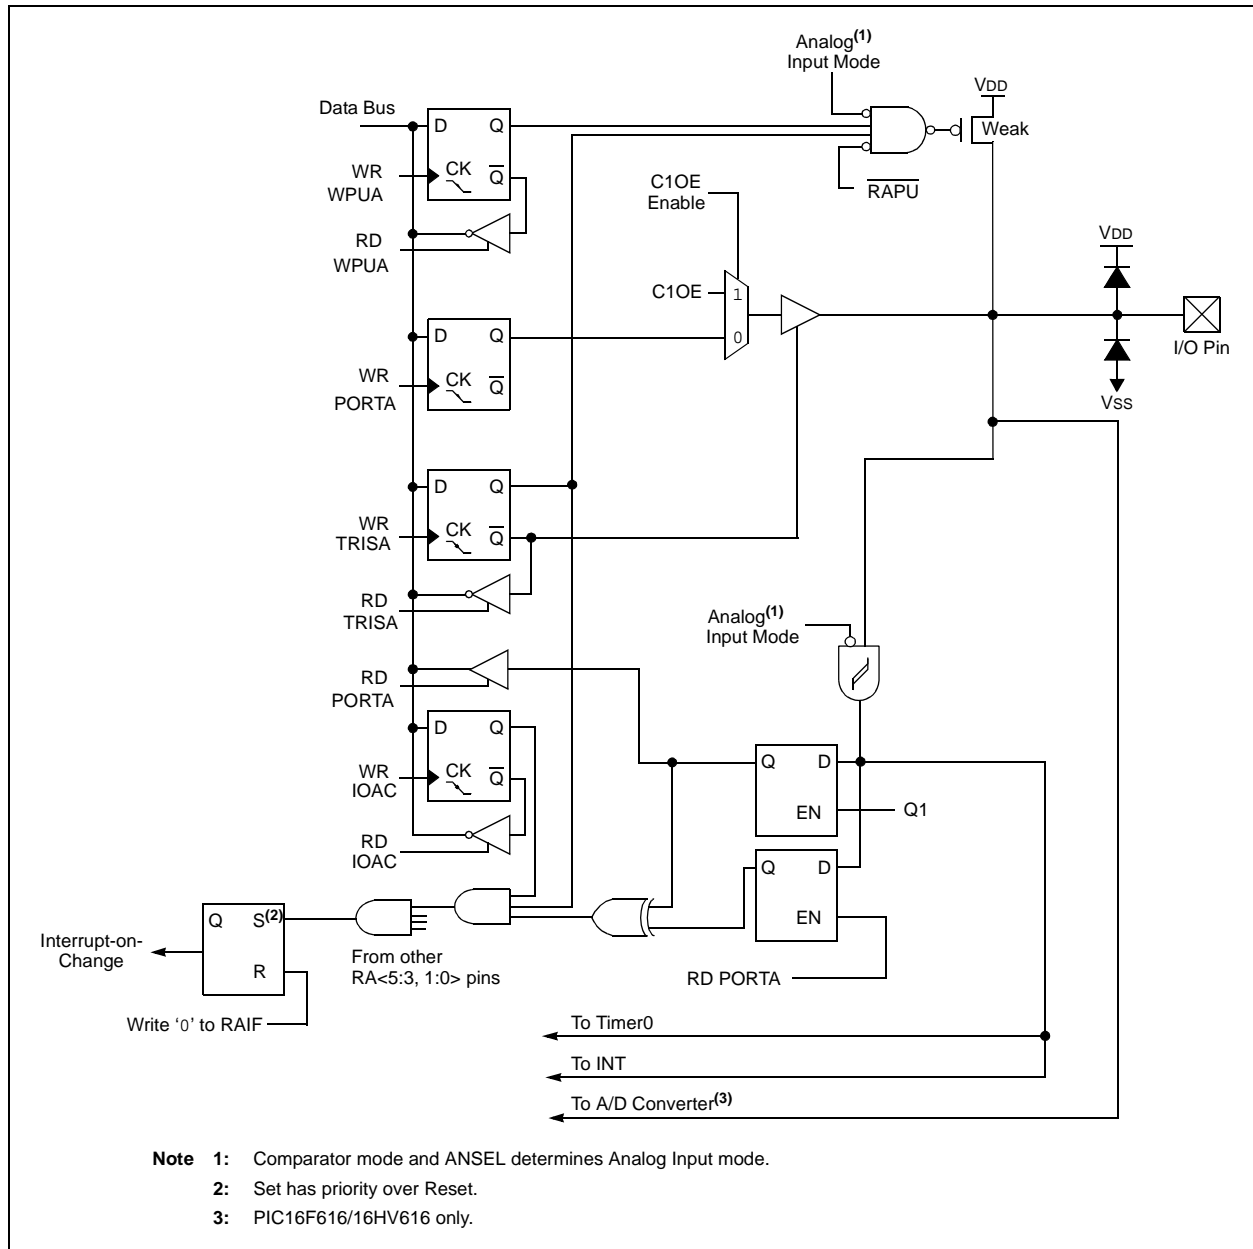 Analog(1)
Input Mode
VDD
Data Bus
D Q
Weak
WR
WPUA
CK Q
C1OE
Enable
RAPU
RD
WPUA
VDD
C1OE
1
D Q
0
I/O Pin
WR
PORTA
CK Q
VSS
D Q
WR
TRISA
CK Q
RD
TRISA
Analog(1)
Input Mode
RD
PORTA
D Q
Q D
WR
IOAC
CK Q
EN
Q1
RD
IOAC
Q D
EN
Q S(2)
R
Interrupt-on-
Change
From other
RA<5:3, 1:0> pins
RD PORTA
Write ‘0’ to RAIF
To Timer0
To INT
To A/D Converter(3)
Note 1: Comparator mode and ANSEL determines Analog Input mode.
2: Set has priority over Reset.
3: PIC16F616/16HV616 only.